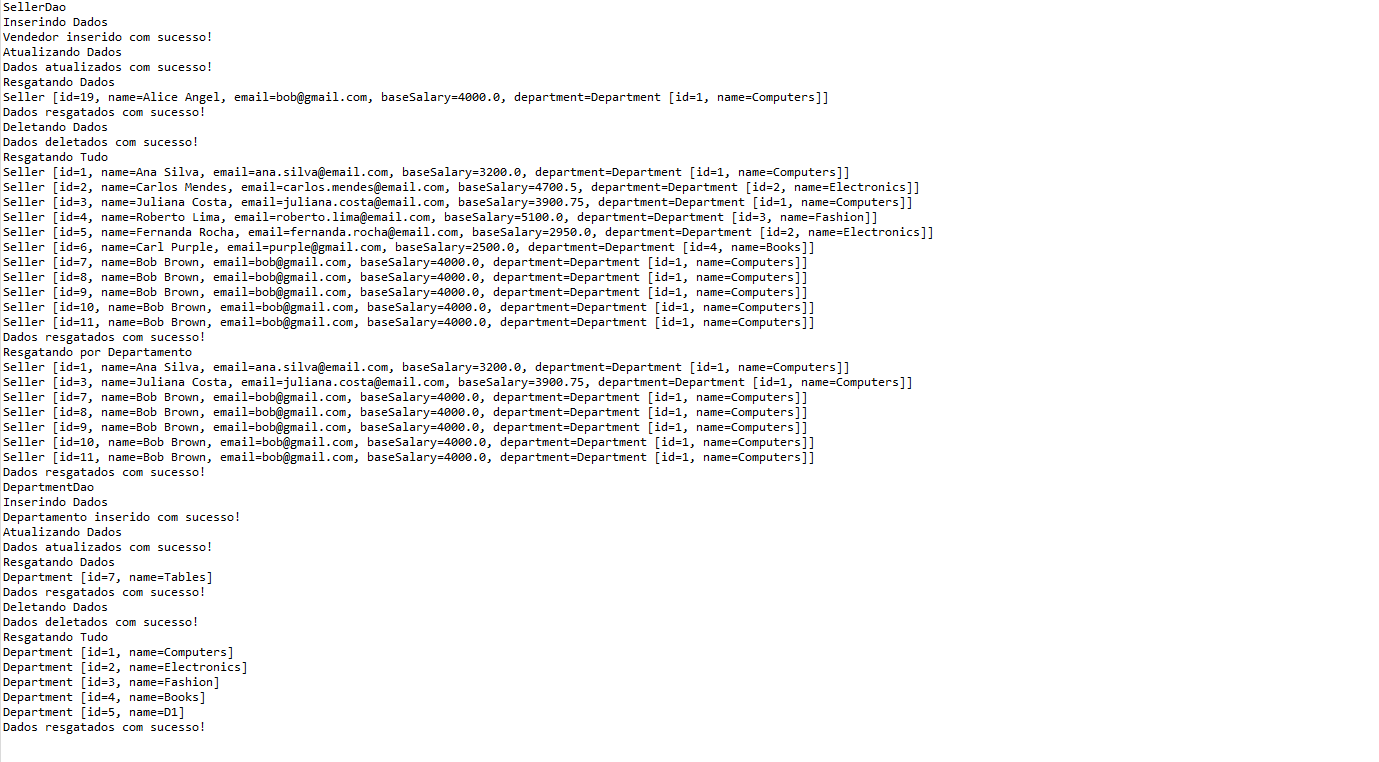 SellerDao
Inserindo Dados
Vendedor inserido com sucesso!
Atualizando Dados
Dados atualizados com sucesso!
Resgatando Dados
Seller [id=19, name=Alice Angel, email=bob@gmail.com, baseSalary=4000.0, department=Department [id=1, name=Computers]]
Dados resgatados com sucesso!
Deletando Dados
Dados deletados com sucesso!
Resgatando Tudo
Seller [id=1, name=Ana Silva, email=ana.silva@email.com, baseSalary=3200.0, department=Department [id=1, name=Computers]]
Seller [id=2, name=Carlos Mendes, email=carlos.mendes@email.com, baseSalary=4700.5, department=Department [id=2, name=Electronics]]
Seller [id=3, name=Juliana Costa, email=juliana.costa@email.com, baseSalary=3900.75, department=Department [id=1, name=Computers]]
Seller [id=4, name=Roberto Lima, email=roberto.lima@email.com, baseSalary=5100.0, department=Department [id=3, name=Fashion]]
Seller [id=5, name=Fernanda Rocha, email=fernanda.rocha@email.com, baseSalary=2950.0, department=Department [id=2, name=Electronics]]
Seller [id=6, name=Carl Purple, email=purple@gmail.com, baseSalary=2500.0, department=Department [id=4, name=Books]]
Seller [id=7, name=Bob Brown, email=bob@gmail.com, baseSalary=4000.0, department=Department [id=1, name=Computers]]
Seller [id=8, name=Bob Brown, email=bob@gmail.com, baseSalary=4000.0, department=Department [id=1, name=Computers]]
Seller [id=9, name=Bob Brown, email=bob@gmail.com, baseSalary=4000.0, department=Department [id=1, name=Computers]]
Seller [id=10, name=Bob Brown, email=bob@gmail.com, baseSalary=4000.0, department=Department [id=1, name=Computers]]
Seller [id=11, name=Bob Brown, email=bob@gmail.com, baseSalary=4000.0, department=Department [id=1, name=Computers]]
Dados resgatados com sucesso!
Resgatando por Departamento
Seller [id=1, name=Ana Silva, email=ana.silva@email.com, baseSalary=3200.0, department=Department [id=1, name=Computers]]
Seller [id=3, name=Juliana Costa, email=juliana.costa@email.com, baseSalary=3900.75, department=Department [id=1, name=Computers]]
Seller [id=7, name=Bob Brown, email=bob@gmail.com, baseSalary=4000.0, department=Department [id=1, name=Computers]]
Seller [id=8, name=Bob Brown, email=bob@gmail.com, baseSalary=4000.0, department=Department [id=1, name=Computers]]
Seller [id=9, name=Bob Brown, email=bob@gmail.com, baseSalary=4000.0, department=Department [id=1, name=Computers]]
Seller [id=10, name=Bob Brown, email=bob@gmail.com, baseSalary=4000.0, department=Department [id=1, name=Computers]]
Seller [id=11, name=Bob Brown, email=bob@gmail.com, baseSalary=4000.0, department=Department [id=1, name=Computers]]
Dados resgatados com sucesso!
DepartmentDao
Inserindo Dados
Departamento inserido com sucesso!
Atualizando Dados
Dados atualizados com sucesso!
Resgatando Dados
Department [id=7, name=Tables]
Dados resgatados com sucesso!
Deletando Dados
Dados deletados com sucesso!
Resgatando Tudo
Department [id=1, name=Computers]
Department [id=2, name=Electronics]
Department [id=3, name=Fashion]
Department [id=4, name=Books]
Department [id=5, name=D1]
Dados resgatados com sucesso!